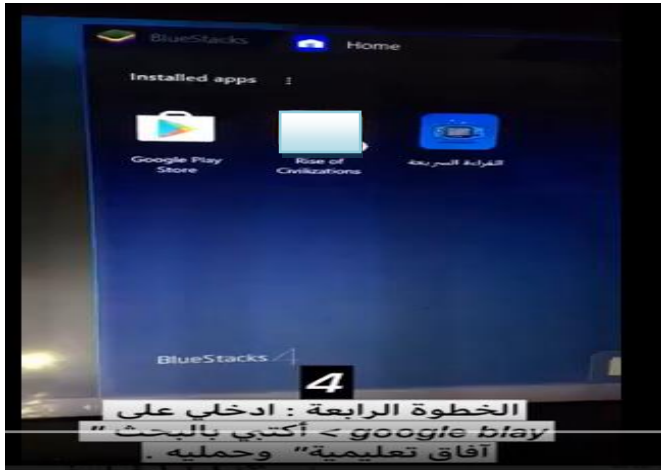 BlueStacks
Home
Installed apps
Google Play
Store
Rise of
Civilizations
القراءة السريعة
BlueStacks 4
4
الخطوة الرابعة : ادخلي على
google blay > أكتبي بالبحث "
آفاق تعليمية" وحمليه .